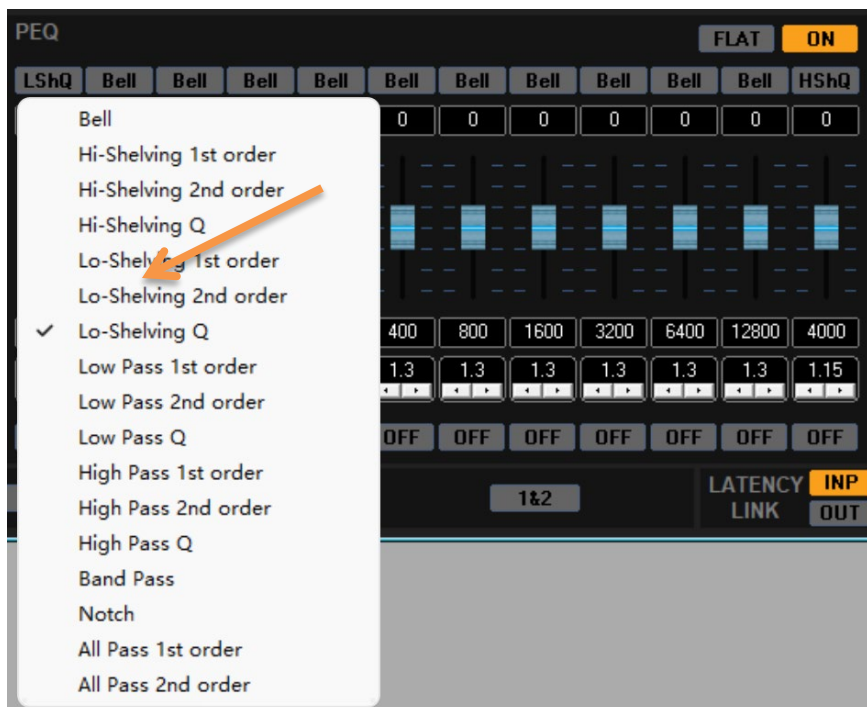 PEQ
FLAT ON
LShQ Bell Bell Bell Bell Bell Bell Bell Bell Bell Bell HShQ
Bell
Hi-Shelving 1st order
Hi-Shelving 2nd order
Hi-Shelving Q
Lo-Shelving 1st order
Lo-Shelving 2nd order
Lo-Shelving Q
Low Pass 1st order
Low Pass 2nd order
Low Pass Q
High Pass 1st order
High Pass 2nd order
High Pass Q
Band Pass
Notch
All Pass 1st order
All Pass 2nd order
0 0 0 0 0 0 0
400 800 1600 3200 6400 12800 4000
1.3 1.3 1.3 1.3 1.3 1.3 1.15
OFF OFF OFF OFF OFF OFF OFF
1&2
LATENCY LINK
INP
OUT